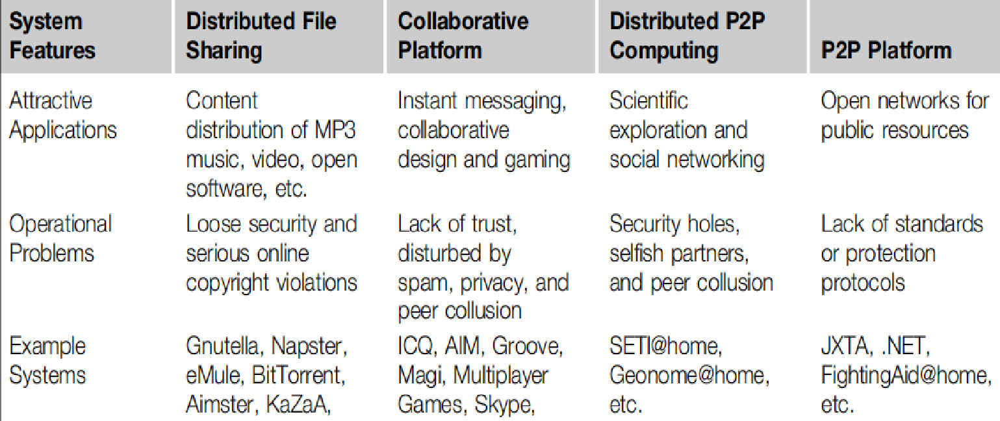 System Features
Distributed File Sharing
Collaborative Platform
Distributed P2P Computing
P2P Platform
Attractive Applications
Content
distribution of MP3
music, video, open
software, etc.
Instant messaging,
collaborative
design and gaming
Scientific
exploration and
social networking
Open networks for
public resources
Operational
Problems
Loose security and
serious online
copyright violations
Lack of trust,
disturbed by
spam, privacy, and
peer collusion
Security holes,
selfish partners,
and peer collusion
Lack of standards
or protection
protocols
Example
Systems
Gnutella, Napster,
eMule, BitTorrent,
Aimster, KaZaA,
ICQ, AIM, Groove,
Magi, Multiplayer
Games, Skype,
SETI@home,
Geonome@home,
etc.
JXTA, .NET,
FightingAid@home,
etc.